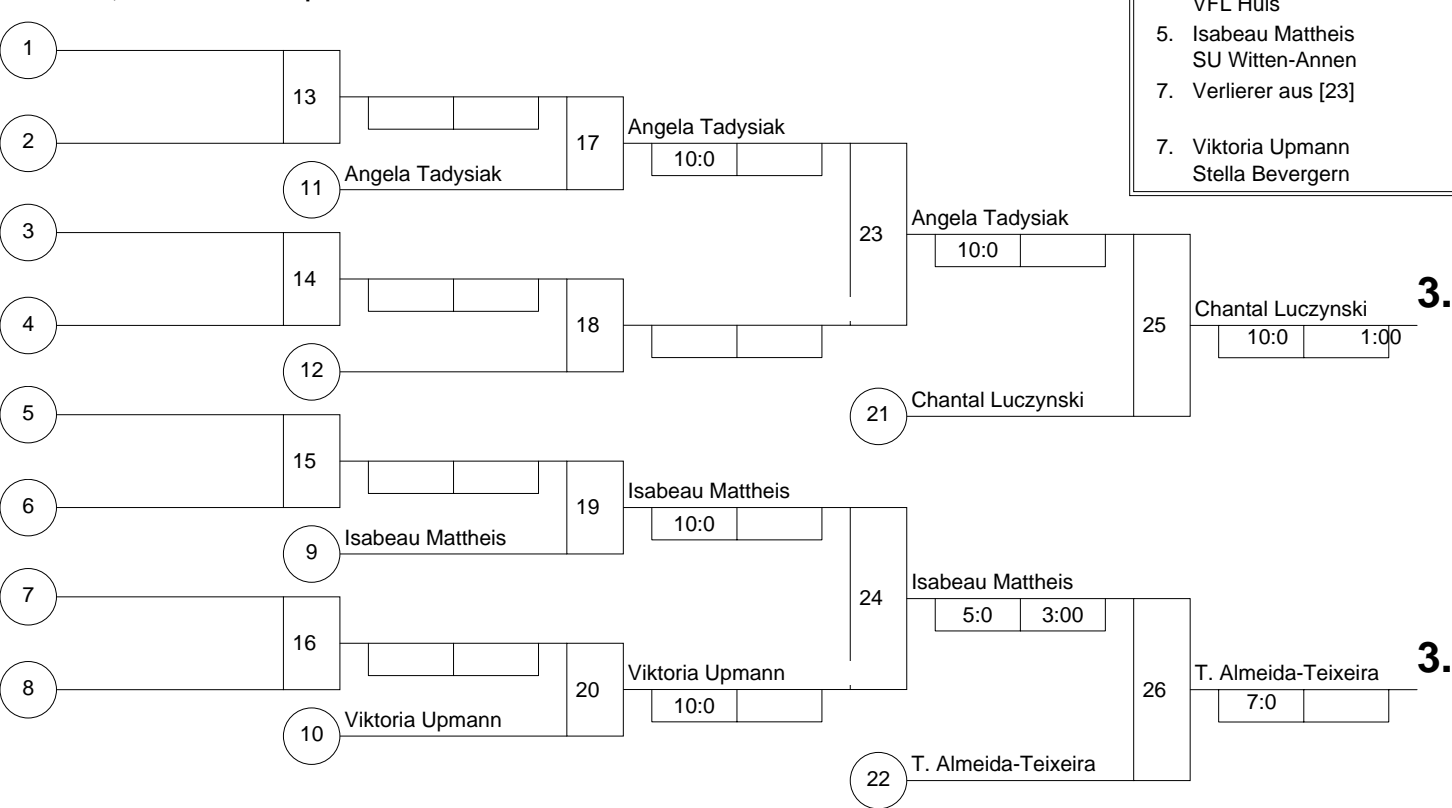 VFL Hüls
5. Isabeau Mattheis
SU Witten-Annen
7. Verlierer aus [23]
7. Viktoria Upmann
Stella Bevergern
1
13
2
17
Angela Tadysiak
10:0
11
Angela Tadysiak
3
23
Angela Tadysiak
10:0
14
4
18
25
Chantal Luczynski
3.
10:0
1:00
12
5
21
Chantal Luczynski
15
6
19
Isabeau Mattheis
10:0
9
Isabeau Mattheis
7
24
Isabeau Mattheis
5:0
3:00
16
8
20
Viktoria Upmann
10:0
26
T. Almeida-Teixeira
3.
7:0
10
Viktoria Upmann
22
T. Almeida-Teixeira